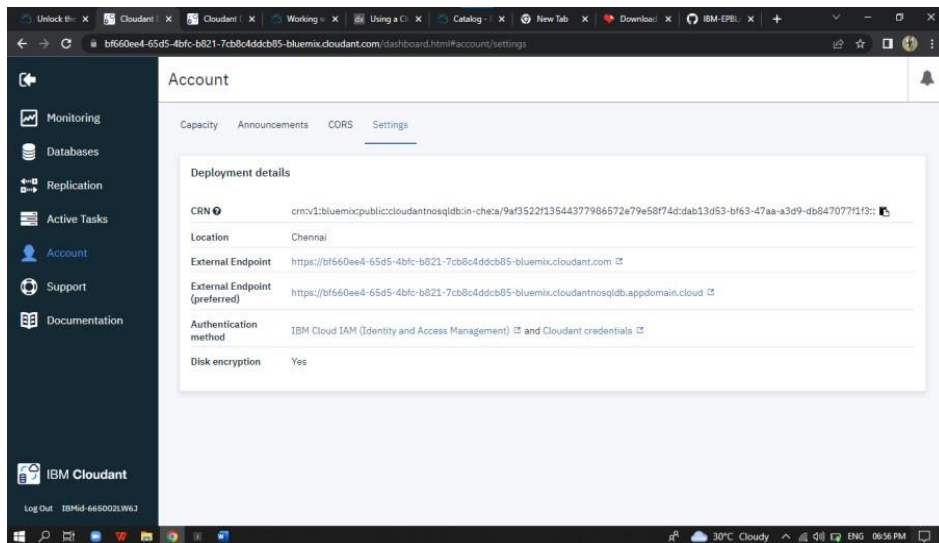 Unlock the
Cloudant
Cloudant
Working
Using a Cl
Catalog -
New Tab
Download
IBM-EPBL/
bf660ee4-65d5-4bfc-b821-7cb8c4ddcb85-bluemix.cloudant.com/dashboard.html#account/settings
Account
Monitoring
Databases
Replication
Active Tasks
Account
Support
Documentation
Capacity Announcements CORS Settings
Deployment details
CRN crn:v1:bluemix:public:cloudantnosqldb:in-che:a/9af3522f13544377986572e79e58f74d:dab13d53-bf63-47aa-a3d9-db847077f1f3::
Location Chennai
External Endpoint https://bf660ee4-65d5-4bfc-b821-7cb8c4ddcb85-bluemix.cloudant.com
External Endpoint
(preferred) https://bf660ee4-65d5-4bfc-b821-7cb8c4ddcb85-bluemix.cloudantnosqldb.appdomain.cloud
Authentication
method IBM Cloud IAM (Identity and Access Management) and Cloudant credentials
Disk encryption Yes
IBM Cloudant
Log Out IBMid-665002LW6J
30°C Cloudy ENG 06:56 PM